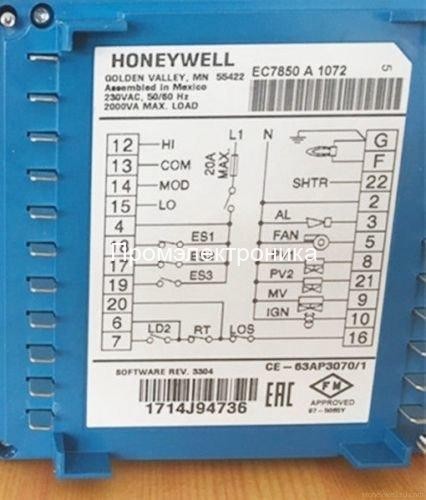 HONEYWELL
GOLDEN VALLEY, MN 55422
Assembled in Mexico
230VAC, 50/60 Hz
2000VA MAX. LOAD
EC7850 A 1072
5
12 HI
13 COM
14 MOD
15 LO
4
ES1
17
19 ES3
20
6
7 LD2 RT LOS
L1 N
20A MAX.
G
F
SHTR 22
2
AL 3
FAN 5
8
PV2 21
MV 9
IGN 10
16
Промэлектроника
SOFTWARE REV. 3304
1714J94736
EAC
CE - 63AP3070/1
FM
APPROVED